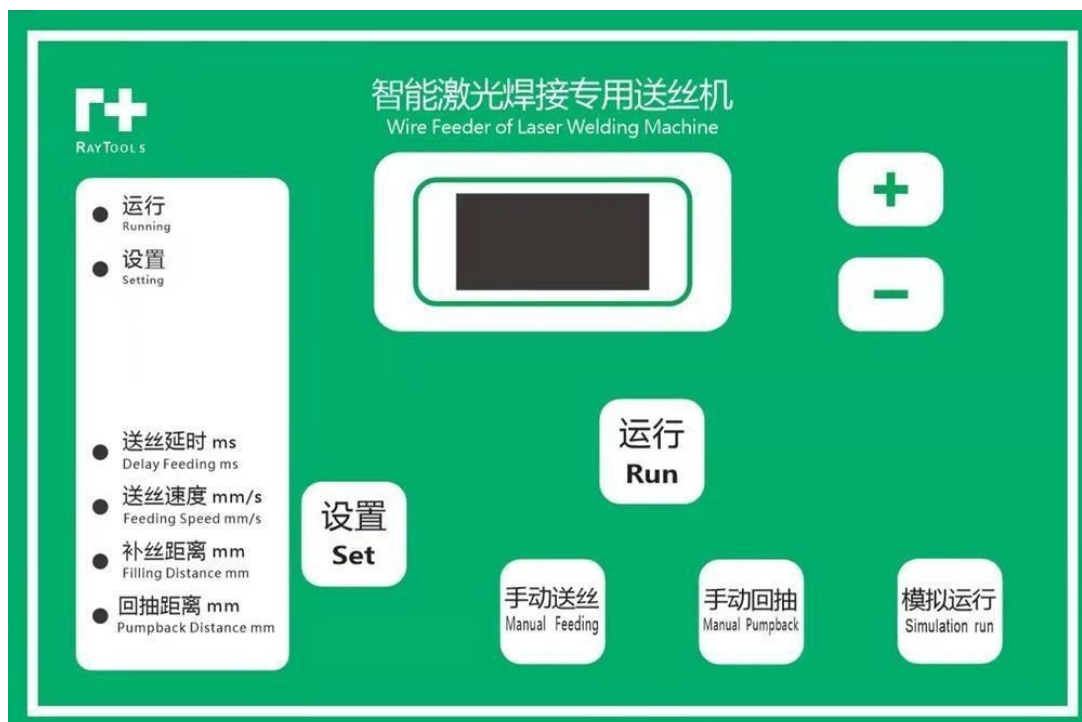 智能激光焊接专用送丝机
Wire Feeder of Laser Welding Machine
r+
RAYTOOLS
运行
Running
设置
Setting
送丝延时 ms
Delay Feeding ms
送丝速度 mm/s
Feeding Speed mm/s
补丝距离 mm
Filling Distance mm
回抽距离 mm
Pumpback Distance mm
+
−
运行
Run
设置
Set
手动送丝
Manual Feeding
手动回抽
Manual Pumpback
模拟运行
Simulation run